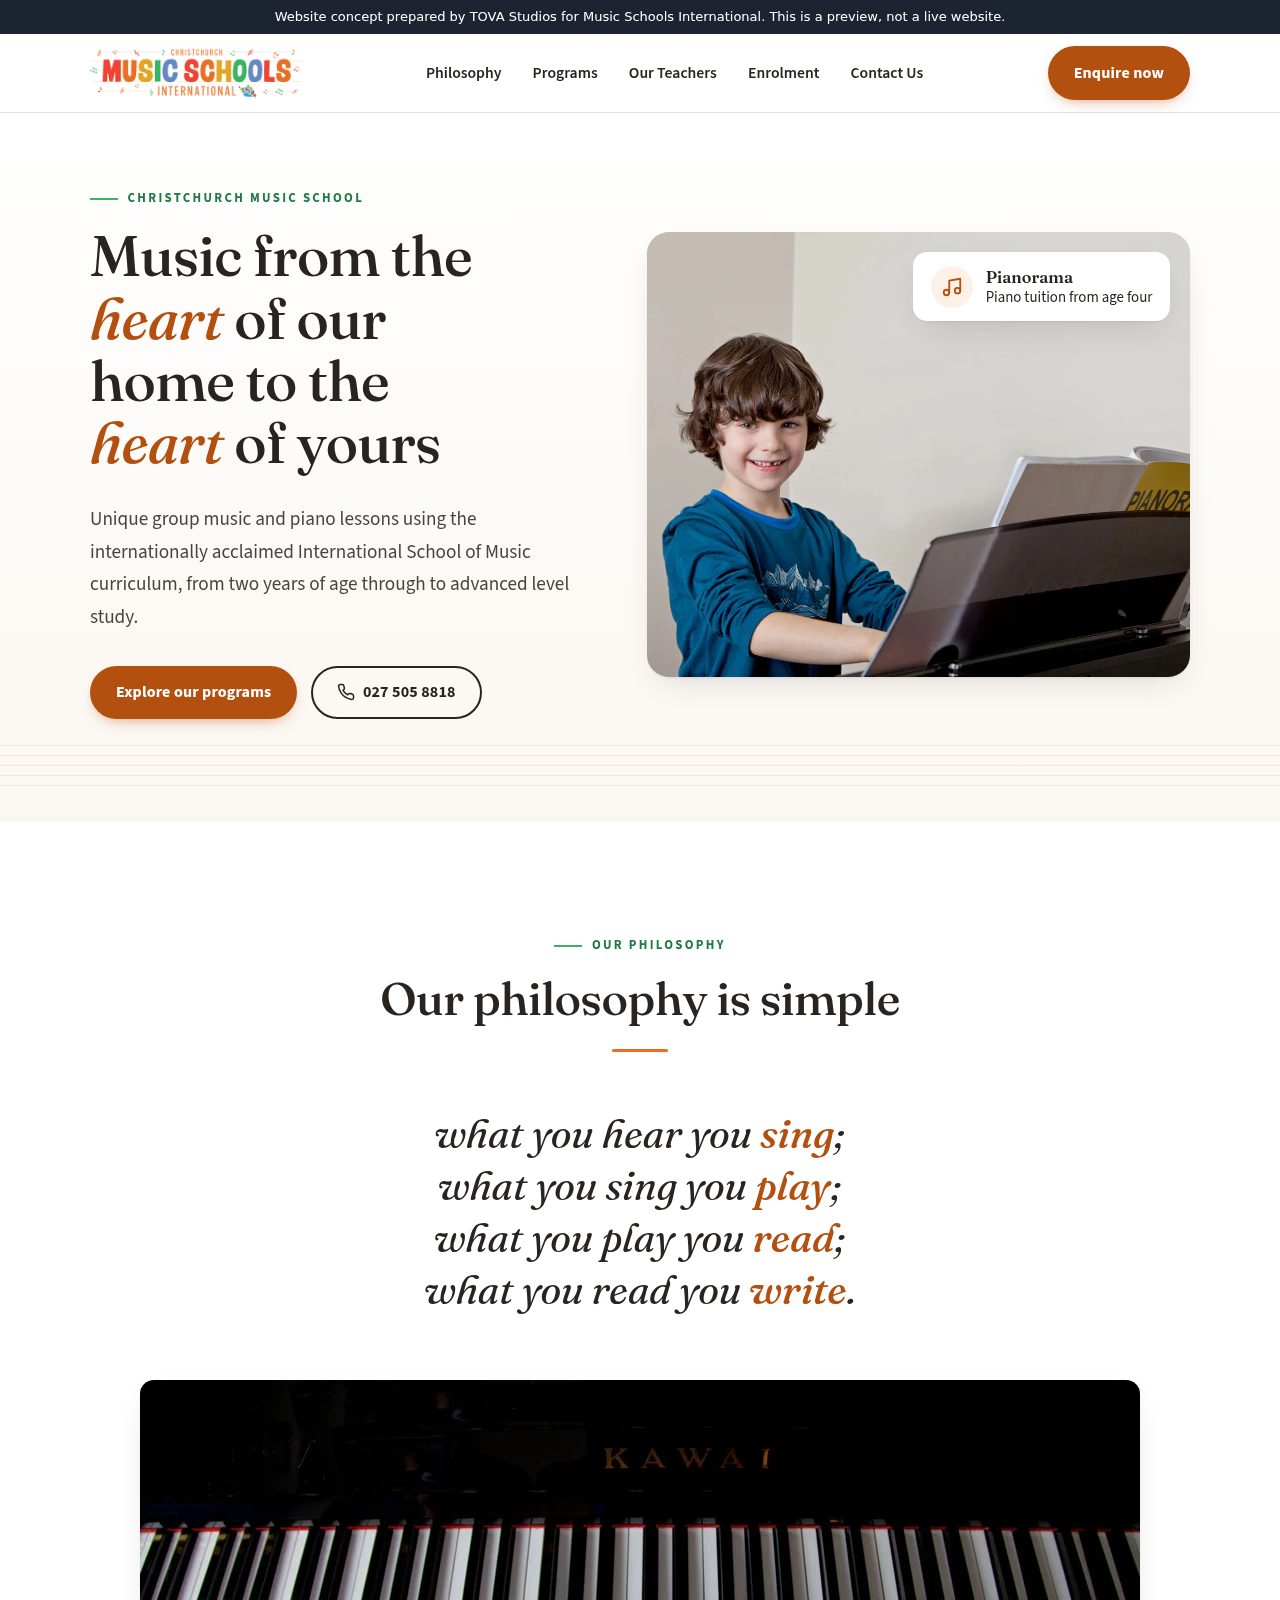 Website concept prepared by TOVA Studios for Music Schools International. This is a preview, not a live website.
CHRISTCHURCH
MUSIC SCHOOLS
INTERNATIONAL
Philosophy
Programs
Our Teachers
Enrolment
Contact Us
Enquire now
CHRISTCHURCH MUSIC SCHOOL
Music from the
heart of our
home to the
heart of yours
Unique group music and piano lessons using the
internationally acclaimed International School of Music
curriculum, from two years of age through to advanced level
study.
Explore our programs
027 505 8818
Pianorama
Piano tuition from age four
PIANOR
OUR PHILOSOPHY
Our philosophy is simple
what you hear you sing;
what you sing you play;
what you play you read;
what you read you write.
KAWAI